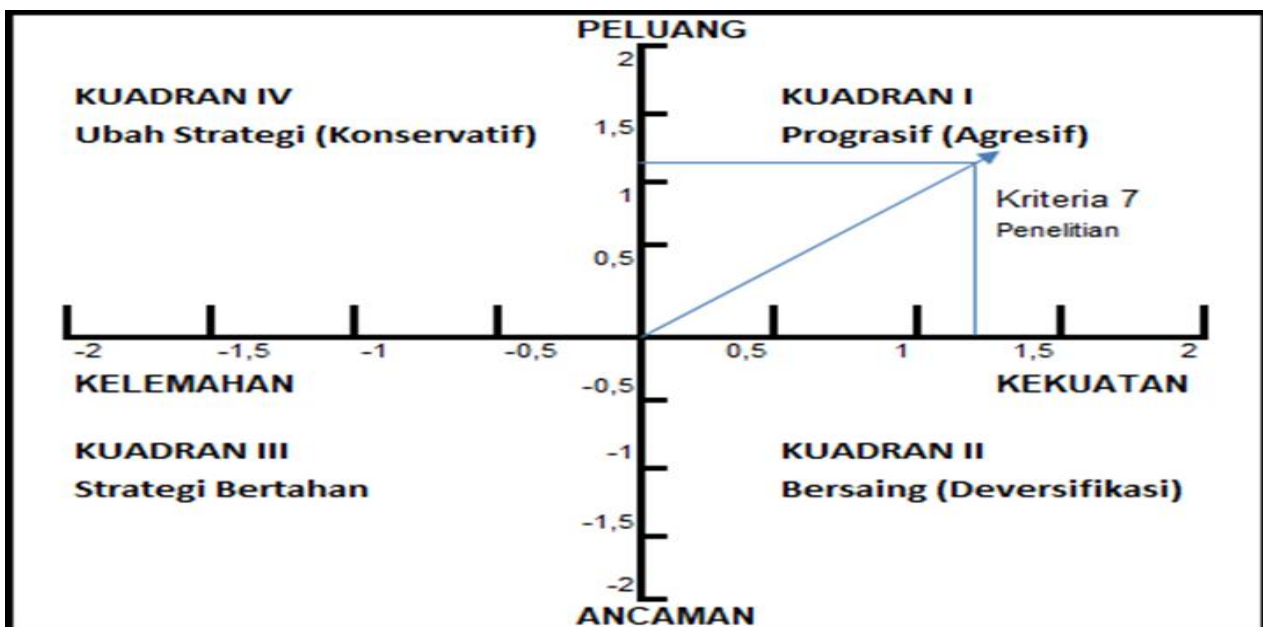 PELUANG
2
KUADRAN IV
Ubah Strategi (Konservatif)
KUADRAN I
Prograsif (Agresif)
1,5
1
Kriteria 7
Penelitian
0,5
-2 -1,5 -1 -0,5 0,5 1 1,5 2
KELEMAHAN
-0,5
KEKUATAN
KUADRAN III
Strategi Bertahan
-1
KUADRAN II
Bersaing (Deversifikasi)
-1,5
-2
ANCAMAN